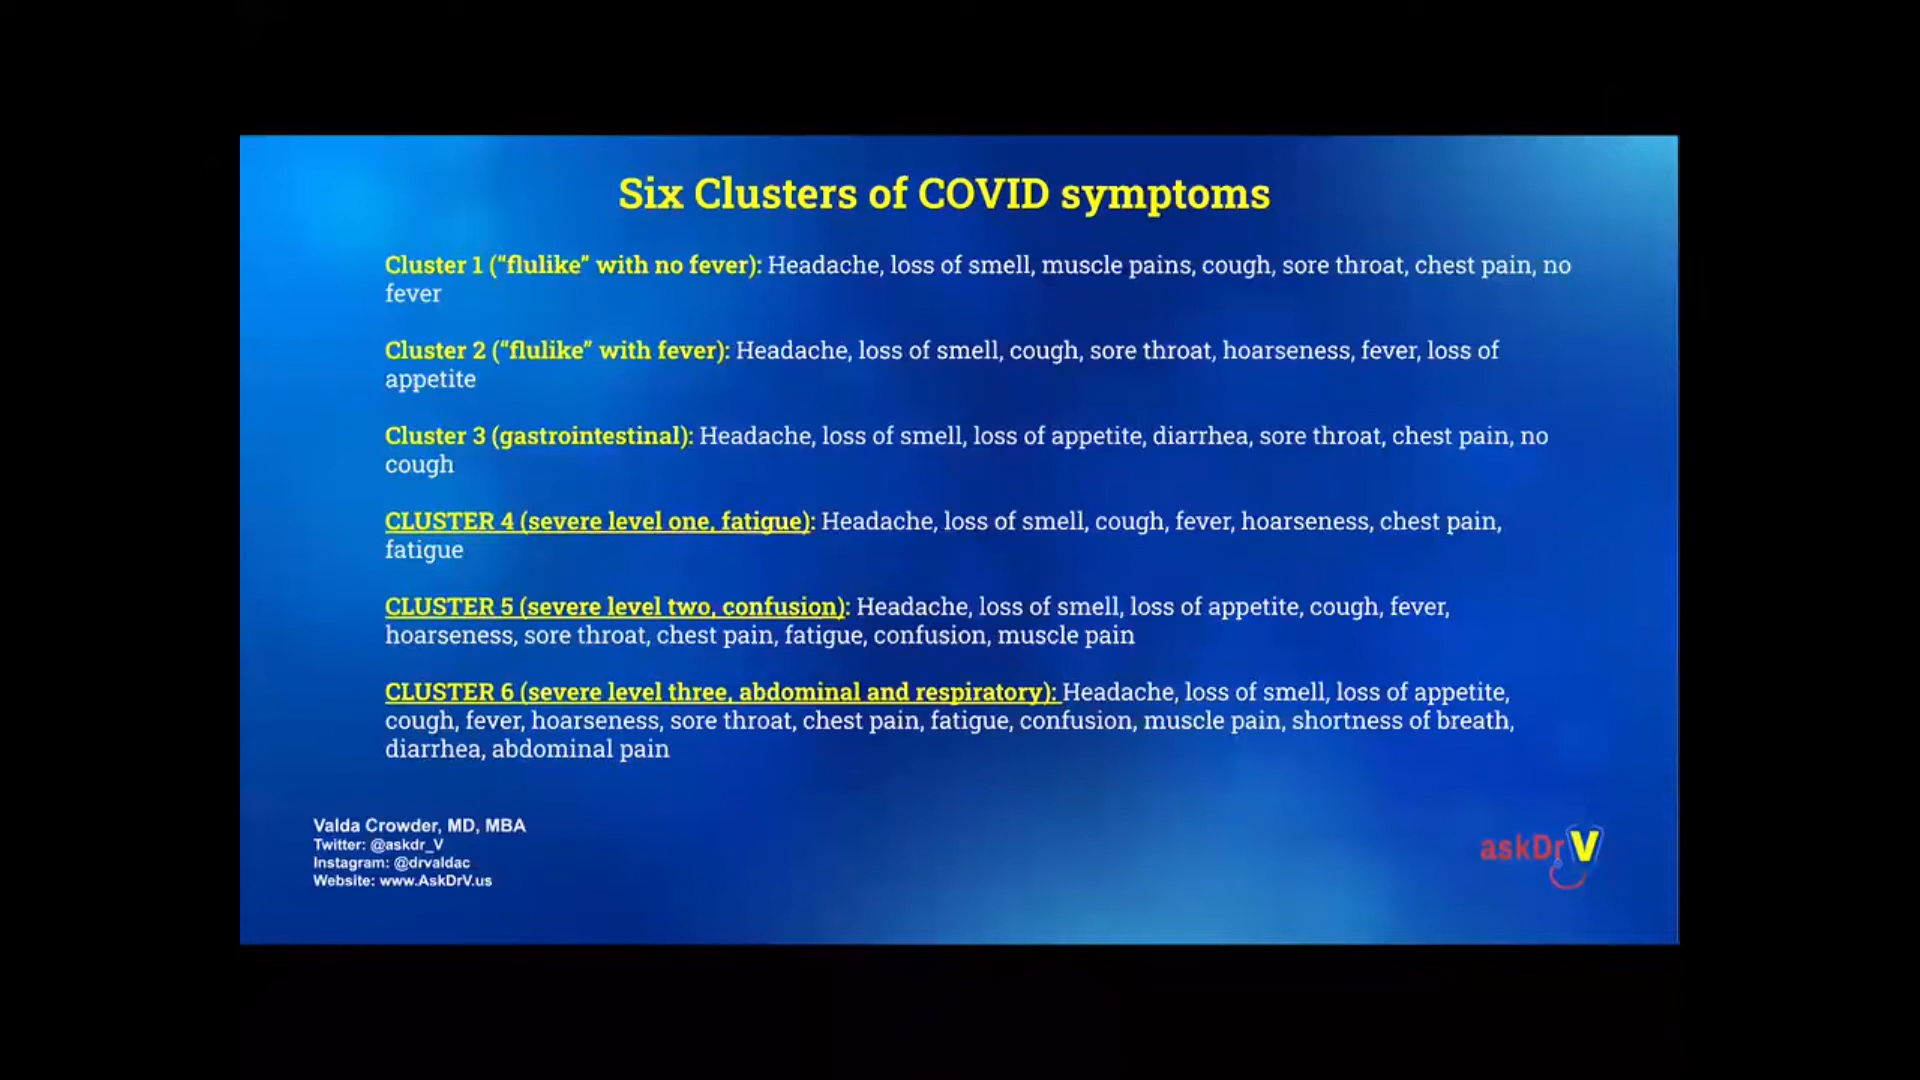 Six Clusters of COVID symptoms
Cluster 1 (“flulike” with no fever): Headache, loss of smell, muscle pains, cough, sore throat, chest pain, no
fever
Cluster 2 (“flulike” with fever): Headache, loss of smell, cough, sore throat, hoarseness, fever, loss of
appetite
Cluster 3 (gastrointestinal): Headache, loss of smell, loss of appetite, diarrhea, sore throat, chest pain, no
cough
CLUSTER 4 (severe level one, fatigue): Headache, loss of smell, cough, fever, hoarseness, chest pain,
fatigue
CLUSTER 5 (severe level two, confusion): Headache, loss of smell, loss of appetite, cough, fever,
hoarseness, sore throat, chest pain, fatigue, confusion, muscle pain
CLUSTER 6 (severe level three, abdominal and respiratory): Headache, loss of smell, loss of appetite,
cough, fever, hoarseness, sore throat, chest pain, fatigue, confusion, muscle pain, shortness of breath,
diarrhea, abdominal pain
Valda Crowder, MD, MBA
Twitter: @askdr_V
Instagram: @drvaldac
Website: www.AskDrV.us
askDrV